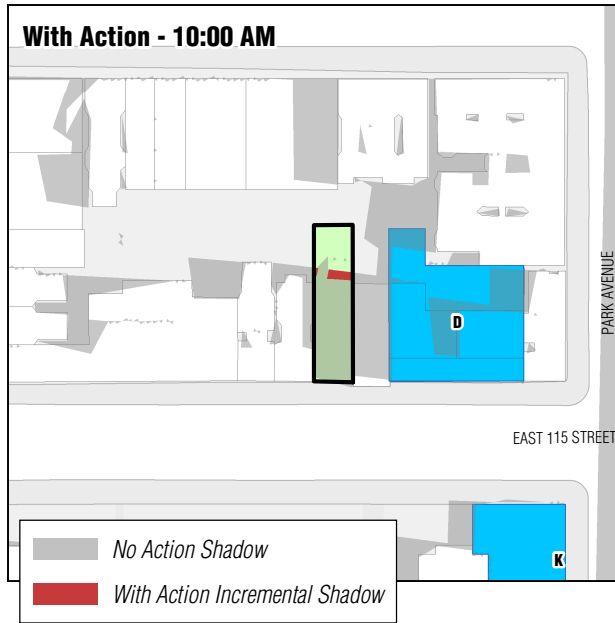 With Action - 10:00 AM
PARK AVENUE
D
EAST 115 STREET
K
No Action Shadow
With Action Incremental Shadow